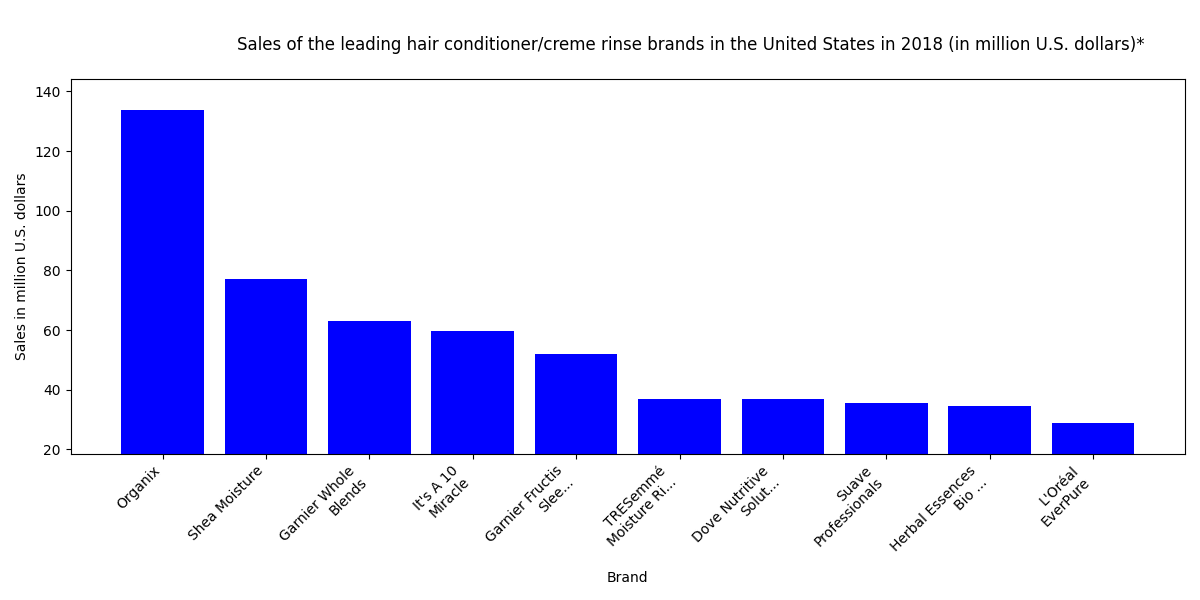 Sales of the leading hair conditioner/creme rinse brands in the United States in 2018 (in million U.S. dollars)*
Sales in million U.S. dollars
140
120
100
80
60
40
20
Organix
Shea Moisture
Garnier Whole
Blends
It's A 10
Miracle
Garnier Fructis
Slee...
TRESemmé
Moisture Ri...
Dove Nutritive
Solut...
Suave
Professionals
Herbal Essences
Bio ...
L'Oréal
EverPure
Brand